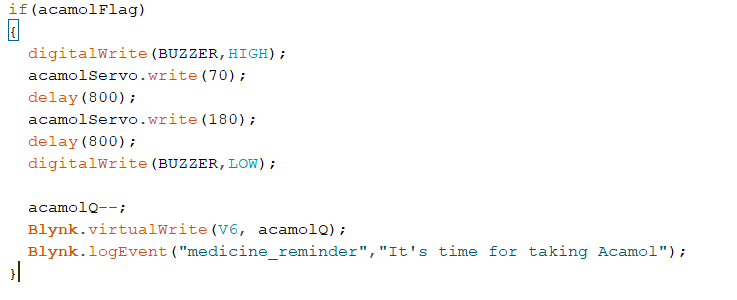 if(acamolFlag)
{
  digitalWrite(BUZZER,HIGH);
  acamolServo.write(70);
  delay(800);
  acamolServo.write(180);
  delay(800);
  digitalWrite(BUZZER,LOW);

  acamolQ--;
  Blynk.virtualWrite(V6, acamolQ);
  Blynk.logEvent("medicine_reminder","It's time for taking Acamol");
}